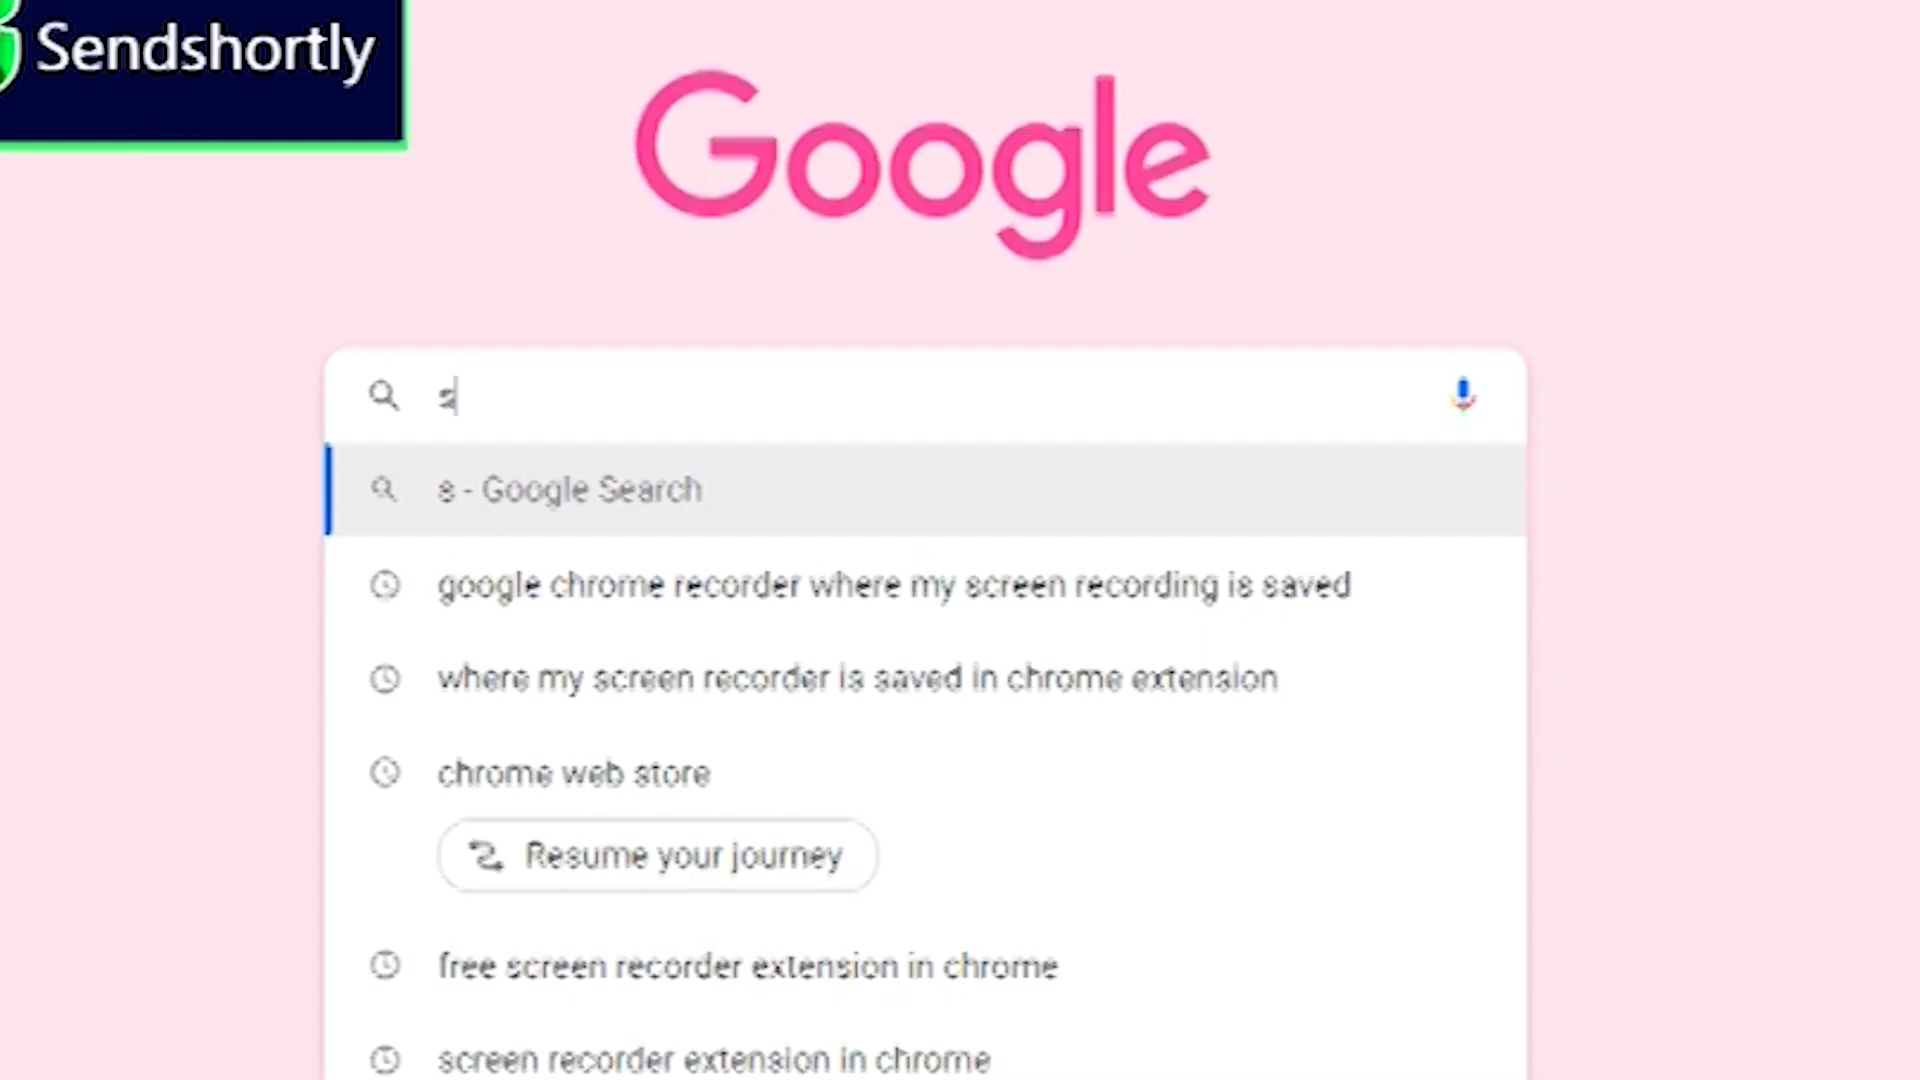 Sendshortly
Google
s
s - Google Search
google chrome recorder where my screen recording is saved
where my screen recorder is saved in chrome extension
chrome web store
Resume your journey
free screen recorder extension in chrome
screen recorder extension in chrome